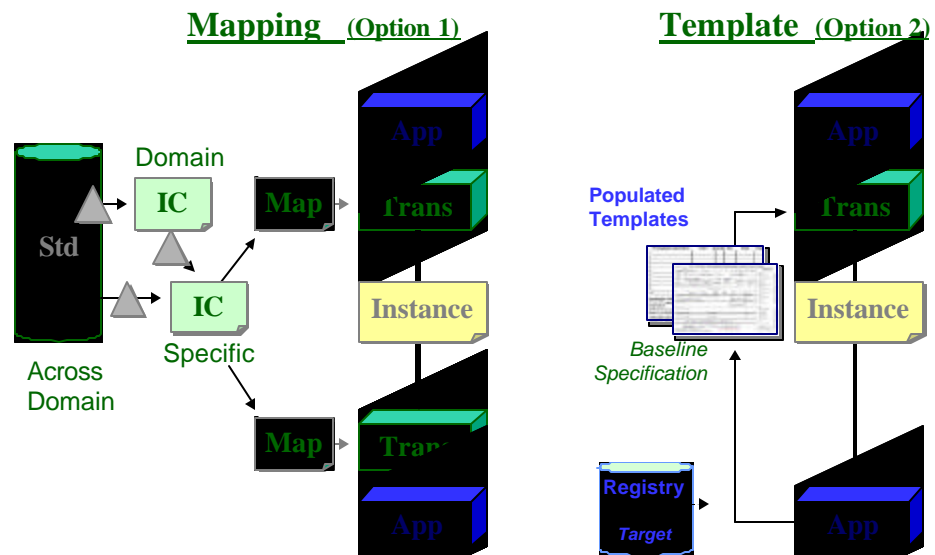 Mapping (Option 1)
Template (Option 2)
App
App
Domain
IC
Map
Trans
Populated
Templates
Trans
Std
IC
Instance
Instance
Specific
Baseline
Specification
Across
Domain
Map
Trans
Registry
Target
App
App